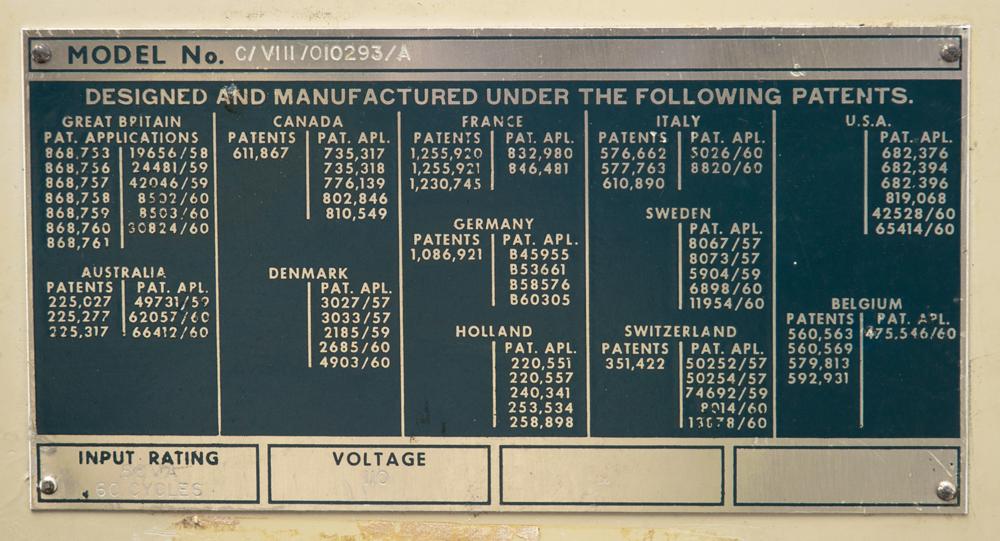 MODEL No. C/VIII/010293/A
DESIGNED AND MANUFACTURED UNDER THE FOLLOWING PATENTS.
GREAT BRITAIN
PAT. APPLICATIONS
868,753 19656/58
868,756 24481/59
868,757 42046/59
868,758 8502/60
868,759 8503/60
868,760 30824/60
868,761
AUSTRALIA
PATENTS PAT. APL.
225,027 49731/59
225,277 62057/60
225,317 66412/60
CANADA
PATENTS PAT. APL.
611,867 735,317
735,318
776,139
802,846
810,549
DENMARK
PAT. APL.
3027/57
3033/57
2185/59
2685/60
4903/60
FRANCE
PATENTS PAT. APL.
1,255,920 832,980
1,255,921 846,481
1,230,745
GERMANY
PATENTS PAT. APL.
1,086,921 B45955
B53661
B58576
B60305
HOLLAND
PAT. APL.
220,551
220,557
240,341
253,534
258,898
ITALY
PATENTS PAT. APL.
576,662 5026/60
577,763 8820/60
610,890
SWEDEN
PAT. APL.
8067/57
8073/57
5904/59
6898/60
11954/60
SWITZERLAND
PATENTS PAT. APL.
351,422 50252/57
50254/57
74692/59
8014/60
U.S.A.
PAT. APL.
682,376
682,394
682.396
819,068
42528/60
65414/60
BELGIUM
PATENTS PAT. APL.
560,563 475,546/60
560,569
579,813
592,931
INPUT RATING
60 CYCLES
VOLTAGE